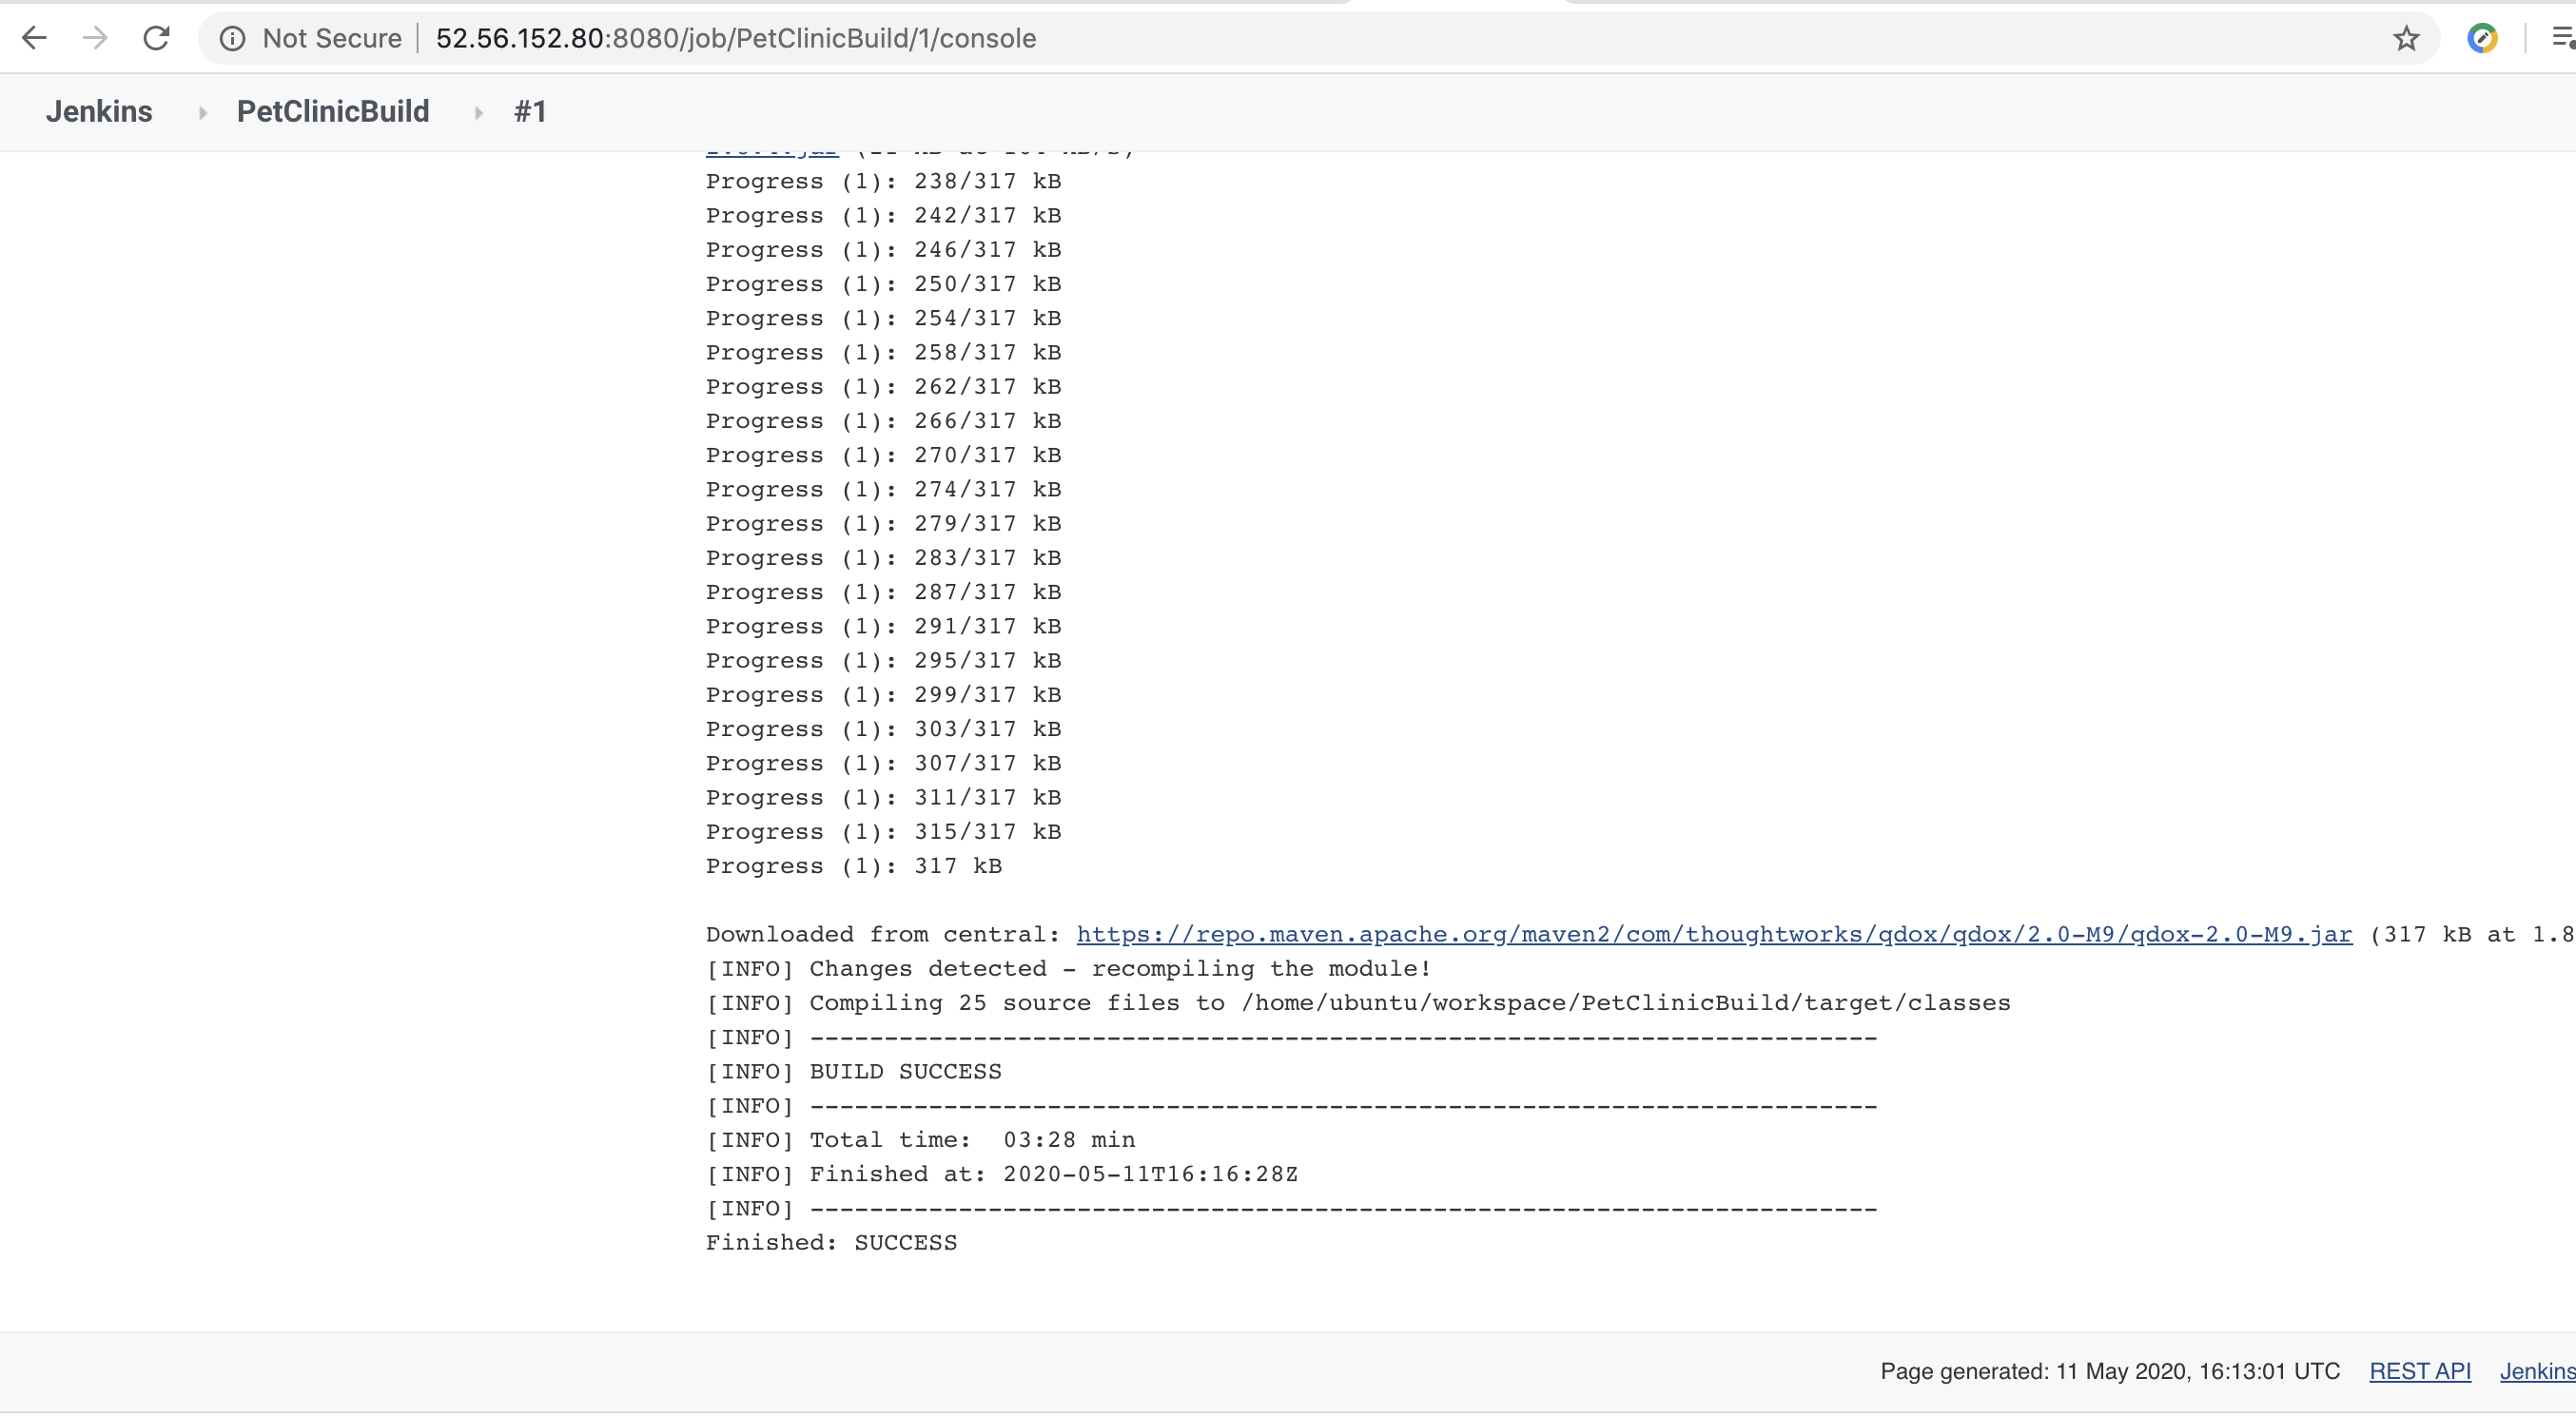 Not Secure | 52.56.152.80:8080/job/PetClinicBuild/1/console
Jenkins PetClinicBuild #1
Progress (1): 238/317 kB
Progress (1): 242/317 kB
Progress (1): 246/317 kB
Progress (1): 250/317 kB
Progress (1): 254/317 kB
Progress (1): 258/317 kB
Progress (1): 262/317 kB
Progress (1): 266/317 kB
Progress (1): 270/317 kB
Progress (1): 274/317 kB
Progress (1): 279/317 kB
Progress (1): 283/317 kB
Progress (1): 287/317 kB
Progress (1): 291/317 kB
Progress (1): 295/317 kB
Progress (1): 299/317 kB
Progress (1): 303/317 kB
Progress (1): 307/317 kB
Progress (1): 311/317 kB
Progress (1): 315/317 kB
Progress (1): 317 kB
Downloaded from central: https://repo.maven.apache.org/maven2/com/thoughtworks/qdox/qdox/2.0-M9/qdox-2.0-M9.jar (317 kB at 1.8
[INFO] Changes detected - recompiling the module!
[INFO] Compiling 25 source files to /home/ubuntu/workspace/PetClinicBuild/target/classes
[INFO] ------------------------------------------------------------------------
[INFO] BUILD SUCCESS
[INFO] ------------------------------------------------------------------------
[INFO] Total time:  03:28 min
[INFO] Finished at: 2020-05-11T16:16:28Z
[INFO] ------------------------------------------------------------------------
Finished: SUCCESS
Page generated: 11 May 2020, 16:13:01 UTC REST API Jenkins